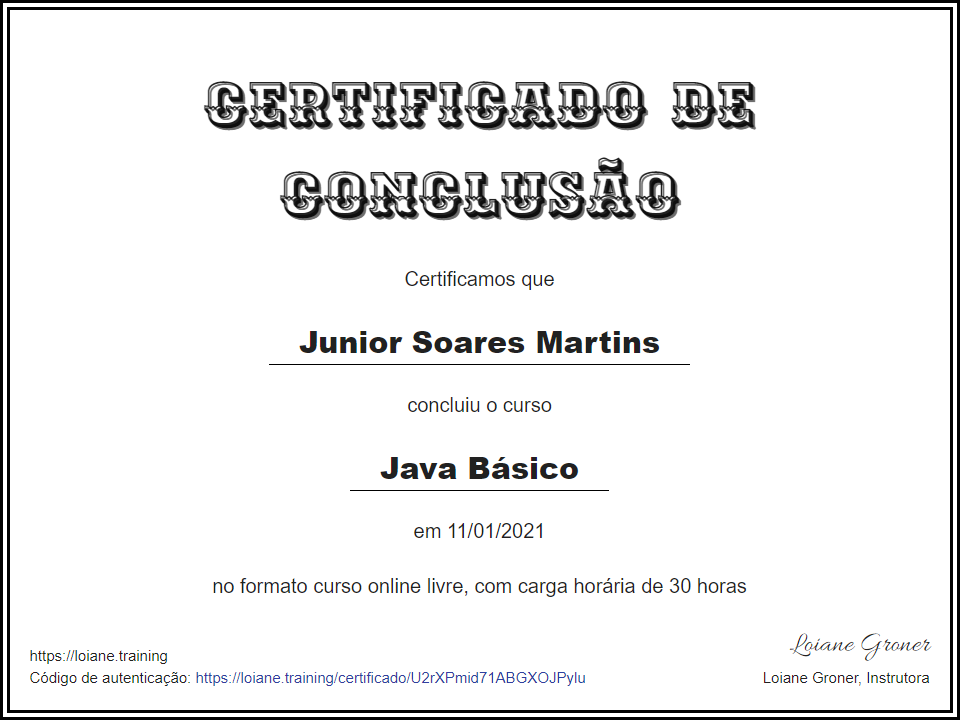 CERTIFICADO DE
CONCLUSÃO
Certificamos que
Junior Soares Martins
concluiu o curso
Java Básico
em 11/01/2021
no formato curso online livre, com carga horária de 30 horas
Loiane Groner
https://loiane.training
Código de autenticação: https://loiane.training/certificado/U2rXPmid71ABGXOJPylu
Loiane Groner, Instrutora